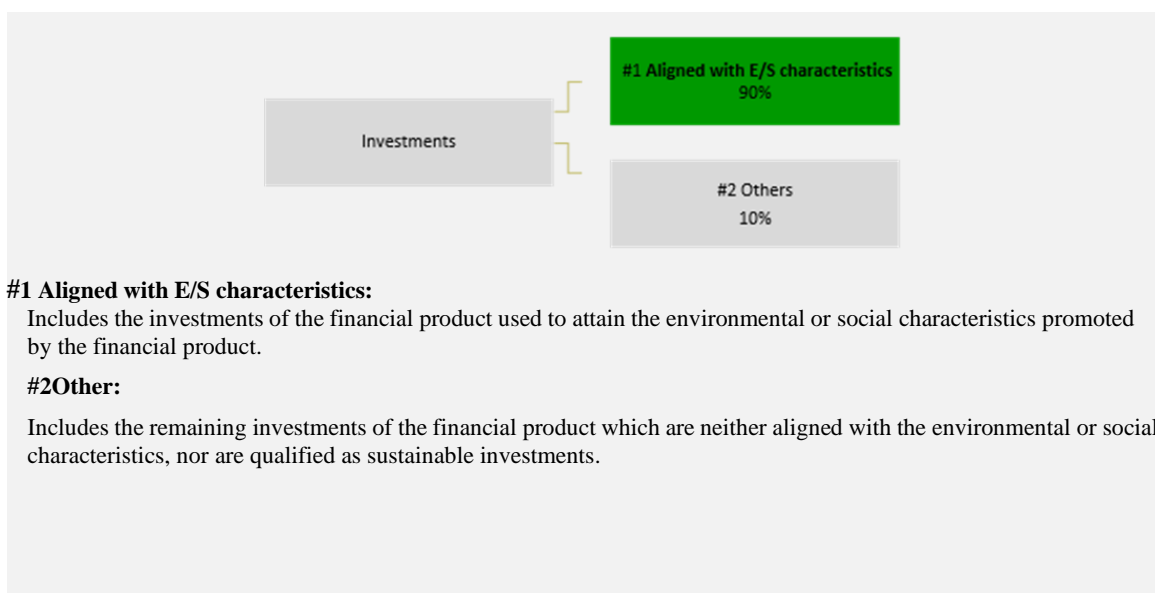 #1 Aligned with E/S characteristics
90%
Investments
#2 Others
10%
#1 Aligned with E/S characteristics:
Includes the investments of the financial product used to attain the environmental or social characteristics promoted
by the financial product.
#2Other:
Includes the remaining investments of the financial product which are neither aligned with the environmental or social
characteristics, nor are qualified as sustainable investments.